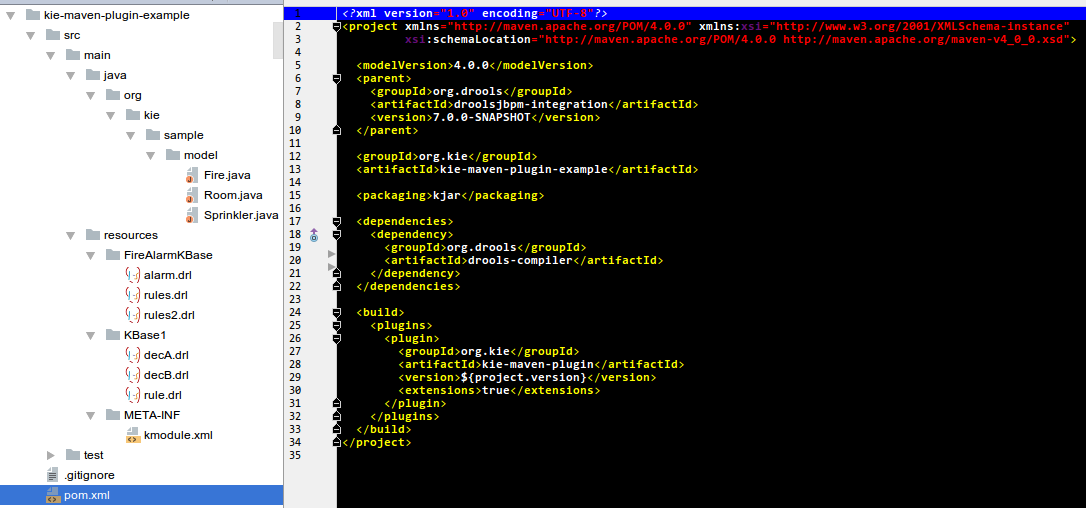 kie-maven-plugin-example
src
main
java
org
kie
sample
model
Fire.java
Room.java
Sprinkler.java
resources
FireAlarmKBase
alarm.drl
rules.drl
rules2.drl
KBase1
decA.drl
decB.drl
rule.drl
META-INF
kmodule.xml
test
.gitignore
pom.xml
1 <?xml version="1.0" encoding="UTF-8"?>
2 <project xmlns="http://maven.apache.org/POM/4.0.0" xmlns:xsi="http://www.w3.org/2001/XMLSchema-instance"
3 xsi:schemaLocation="http://maven.apache.org/POM/4.0.0 http://maven.apache.org/maven-v4_0_0.xsd">
4
5 <modelVersion>4.0.0</modelVersion>
6 <parent>
7 <groupId>org.drools</groupId>
8 <artifactId>droolsjbpm-integration</artifactId>
9 <version>7.0.0-SNAPSHOT</version>
10 </parent>
11
12 <groupId>org.kie</groupId>
13 <artifactId>kie-maven-plugin-example</artifactId>
14
15 <packaging>kjar</packaging>
16
17 <dependencies>
18 <dependency>
19 <groupId>org.drools</groupId>
20 <artifactId>drools-compiler</artifactId>
21 </dependency>
22 </dependencies>
23
24 <build>
25 <plugins>
26 <plugin>
27 <groupId>org.kie</groupId>
28 <artifactId>kie-maven-plugin</artifactId>
29 <version>${project.version}</version>
30 <extensions>true</extensions>
31 </plugin>
32 </plugins>
33 </build>
34 </project>
35